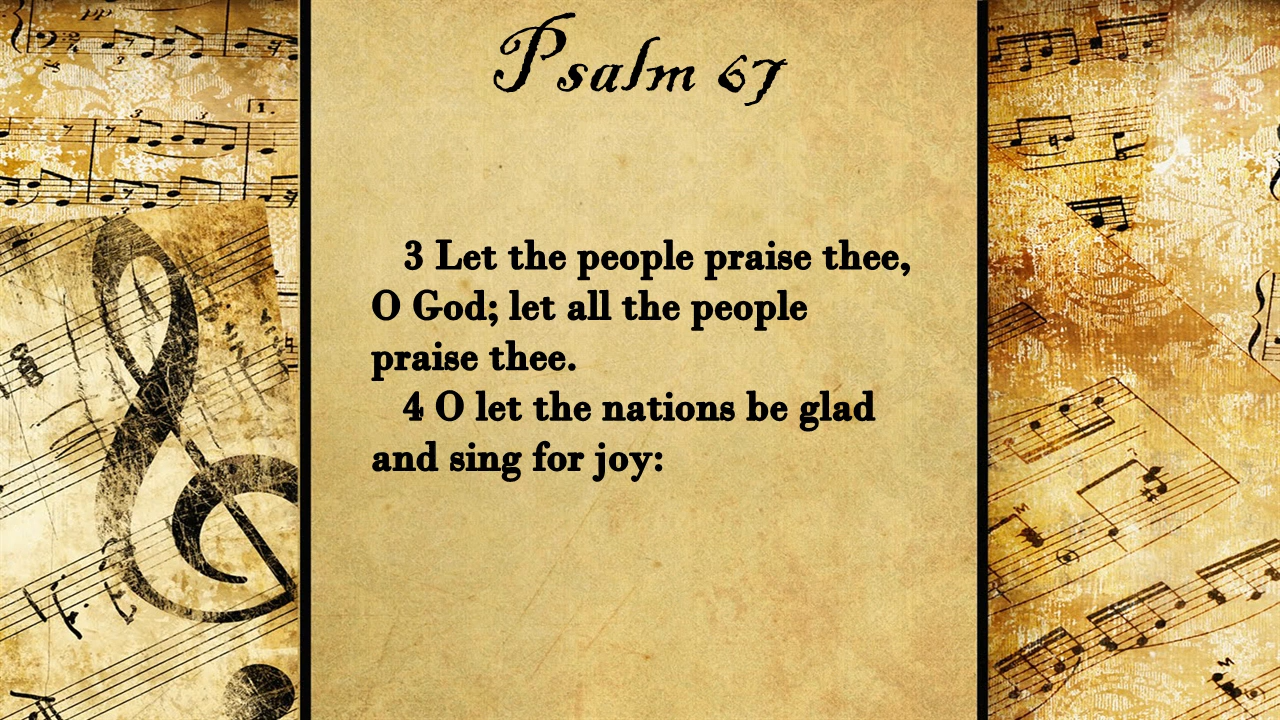 Psalm 67
3 Let the people praise thee,
O God; let all the people
praise thee.
4 O let the nations be glad
and sing for joy: